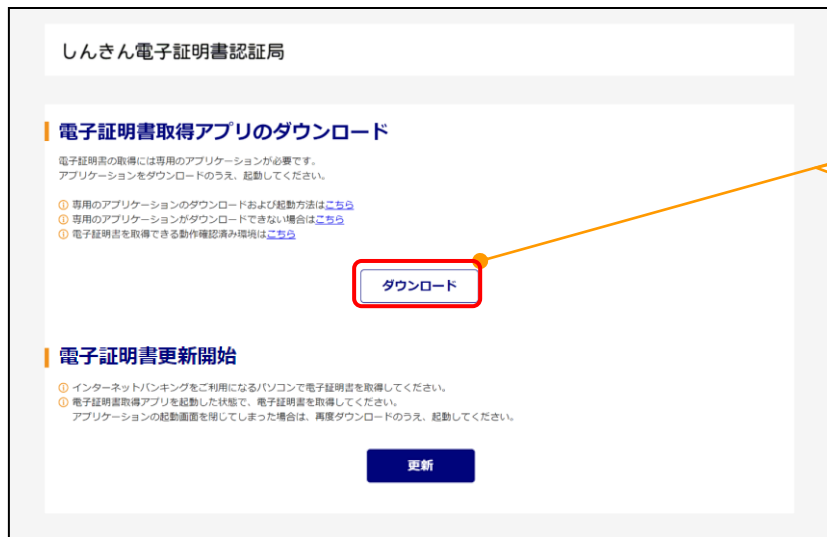 しんきん電子証明書認証局
電子証明書取得アプリのダウンロード
電子証明書の取得には専用のアプリケーションが必要です。
アプリケーションをダウンロードのうえ、起動してください。
① 専用のアプリケーションのダウンロードおよび起動方法はこちら
① 専用のアプリケーションがダウンロードできない場合はこちら
① 電子証明書を取得できる動作確認済み環境はこちら
ダウンロード
電子証明書更新開始
① インターネットバンキングをご利用になるパソコンで電子証明書を取得してください。
① 電子証明書取得アプリを起動した状態で、電子証明書を取得してください。
アプリケーションの起動画面を閉じてしまった場合は、再度ダウンロードのうえ、起動してください。
更新